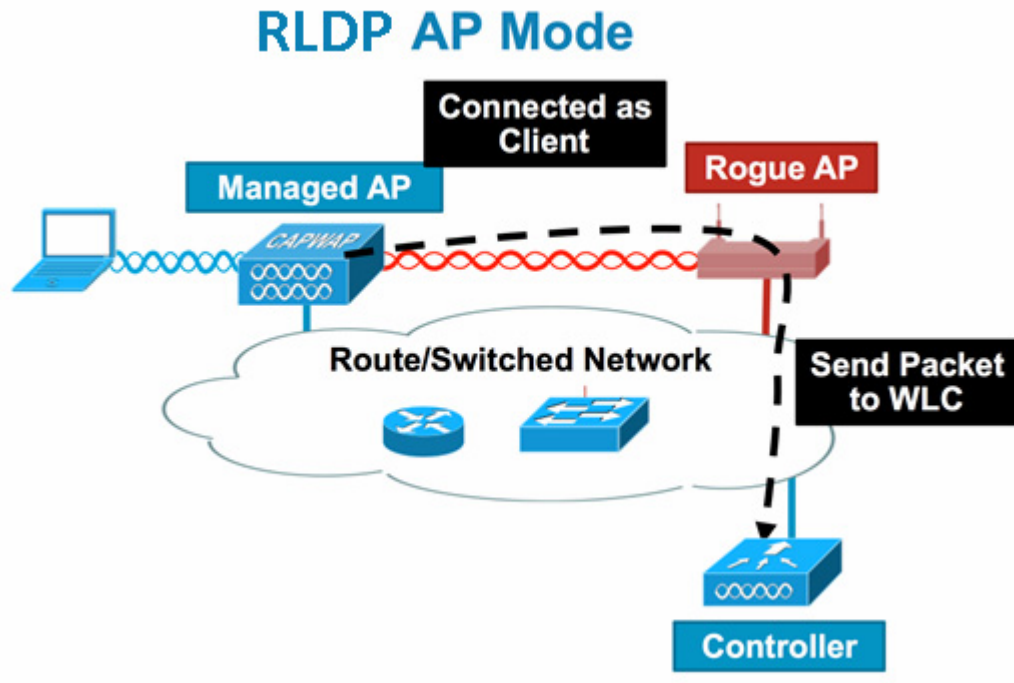 RLDP AP Mode
Connected as
Client
Managed AP
Rogue AP
CAPWAP
Route/Switched Network
Send Packet
to WLC
Controller